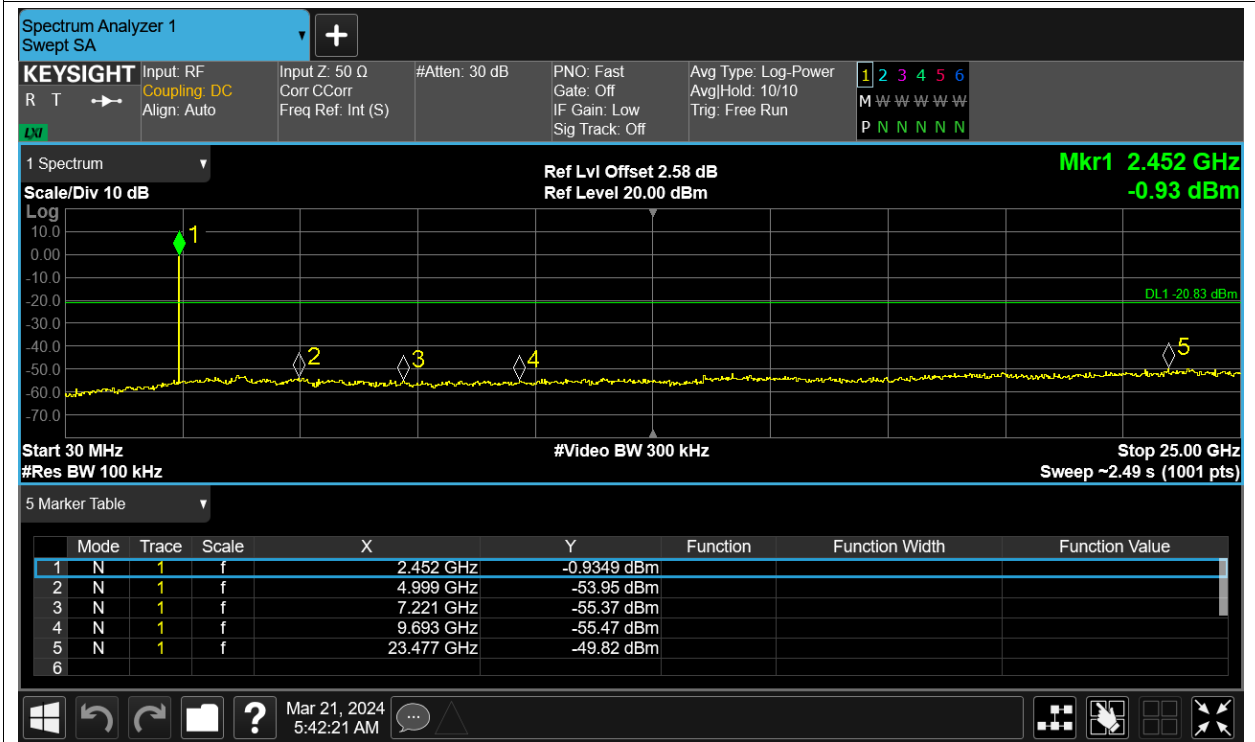 Spectrum Analyzer 1
Swept SA
+
KEYSIGHT
R T
LXI
Input: RF
Coupling: DC
Align: Auto
Input Z: 50 Ω
Corr CCorr
Freq Ref: Int (S)
#Atten: 30 dB
PNO: Fast
Gate: Off
IF Gain: Low
Sig Track: Off
Avg Type: Log-Power
Avg|Hold: 10/10
Trig: Free Run
1 2 3 4 5 6
M W W W W W
P N N N N N
1 Spectrum
Scale/Div 10 dB
Ref Lvl Offset 2.58 dB
Ref Level 20.00 dBm
Mkr1 2.452 GHz
-0.93 dBm
Log
10.0
0.00
-10.0
-20.0
-30.0
-40.0
-50.0
-60.0
-70.0
1
2
3
4
5
DL1 -20.83 dBm
Start 30 MHz
#Video BW 300 kHz
Stop 25.00 GHz
#Res BW 100 kHz
Sweep ~2.49 s (1001 pts)
5 Marker Table
Mode Trace Scale X Y Function Function Width Function Value
1 N 1 f 2.452 GHz -0.9349 dBm
2 N 1 f 4.999 GHz -53.95 dBm
3 N 1 f 7.221 GHz -55.37 dBm
4 N 1 f 9.693 GHz -55.47 dBm
5 N 1 f 23.477 GHz -49.82 dBm
6
?
Mar 21, 2024
5:42:21 AM